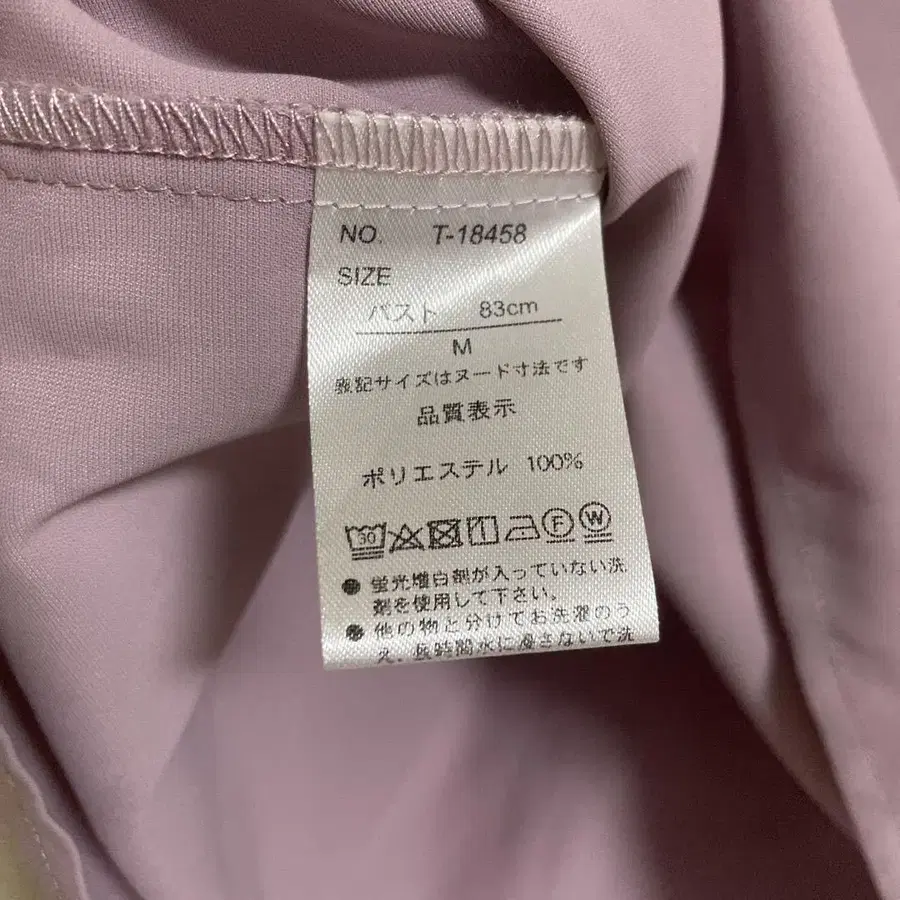 NO. T-18458
SIZE
バスト 83cm
M
表記サイズはヌード寸法です
品質表示
ポリエステル 100%
30 F W
● 蛍光増白剤が入っていない洗
剤を使用して下さい。
● 他の物と分けてお洗濯のう
え、長時間水に浸さないで洗